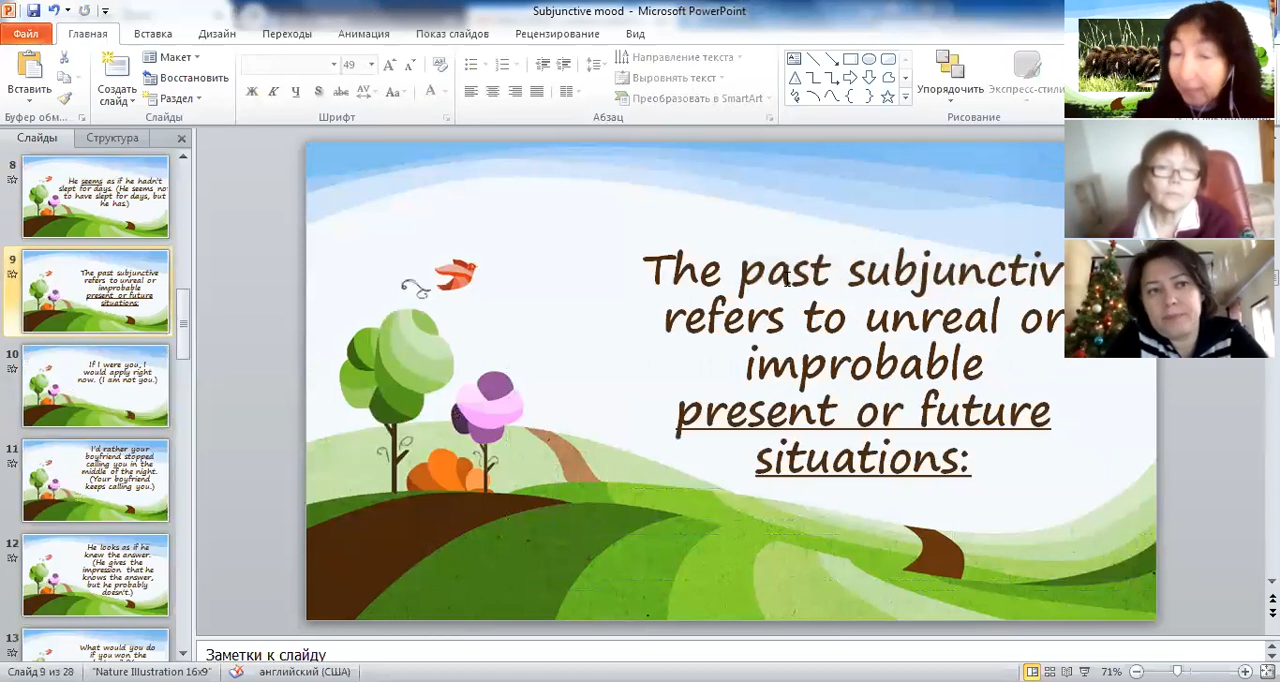 Subjunctive mood - Microsoft PowerPoint
Файл Главная Вставка Дизайн Переходы Анимация Показ слайдов Рецензирование Вид
Вставить
Создать слайд
Макет
Восстановить
Раздел
49
Ж К Ч S abc AV Aa A
Направление текста
Выровнять текст
Преобразовать в SmartArt
Упорядочить
Экспресс-стили
Буфер обм... Слайды Шрифт Абзац Рисование
Слайды Структура
8
He seems as if he hadn't
slept for days. (He seems no
to have slept for days, but
he has.)
9
The past subjunctive
refers to unreal or
improbable
present or future
situations:
10
If I were you, I
would apply right
now. (I am not you.)
11
I'd rather your
boyfriend stopped
calling you in the
middle of the night.
(Your boyfriend
keeps calling you.)
12
He looks as if he
knew the answer.
(He gives the
impression that he
knows the answer,
but he probably
doesn't.)
13
What would you do
if you won the
The past subjunctiv
refers to unreal or
improbable
present or future
situations:
Заметки к слайду
Слайд 9 из 28 "Nature Illustration 16x9" английский (США) 71%